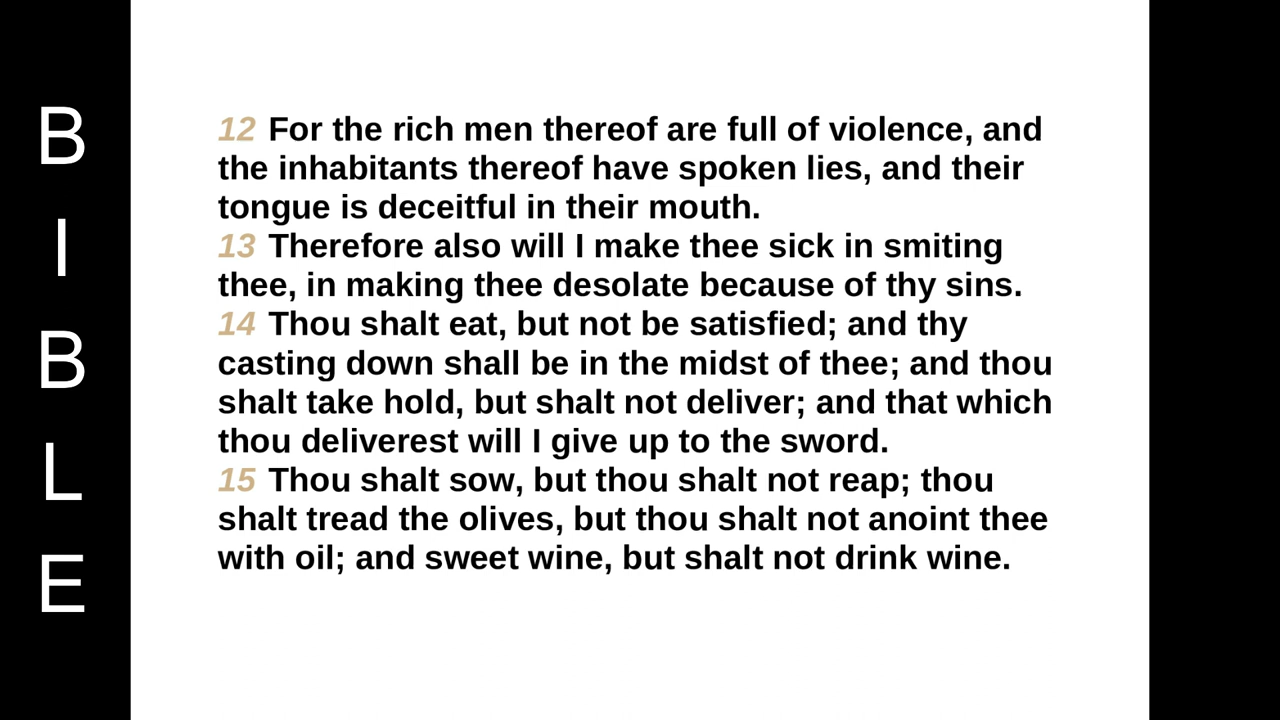 BIBLE
12 For the rich men thereof are full of violence, and
the inhabitants thereof have spoken lies, and their
tongue is deceitful in their mouth.
13 Therefore also will I make thee sick in smiting
thee, in making thee desolate because of thy sins.
14 Thou shalt eat, but not be satisfied; and thy
casting down shall be in the midst of thee; and thou
shalt take hold, but shalt not deliver; and that which
thou deliverest will I give up to the sword.
15 Thou shalt sow, but thou shalt not reap; thou
shalt tread the olives, but thou shalt not anoint thee
with oil; and sweet wine, but shalt not drink wine.